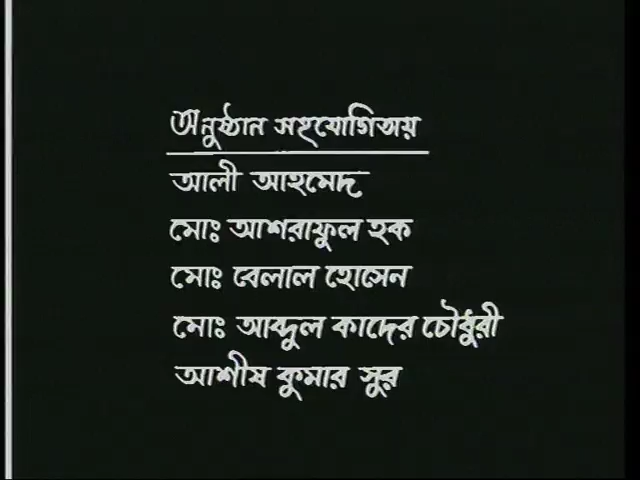 অনুষ্ঠান সহযোগিতায়
আলী আহমেদ
মোঃ আশরাফুল হক
মোঃ বেলাল হোসেন
মোঃ আব্দুল কাদের চৌধুরী
আশীষ কুমার সুর